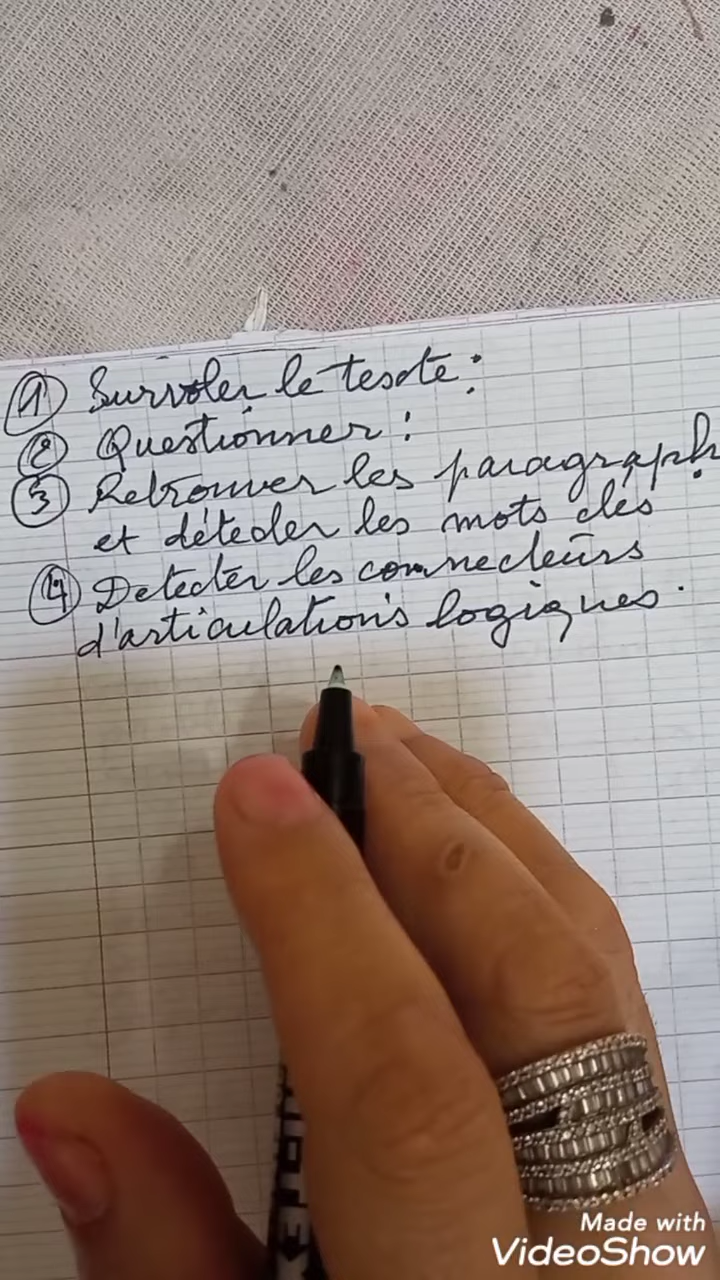 ① Survoler le texte :
② Questionner :
③ Retrouver les paragraph
et détecter les mots clés
④ Detecter les connecteurs
d'articulations logiques.
Made with
VideoShow